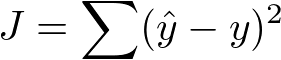 J = ∑(ŷ − y)²